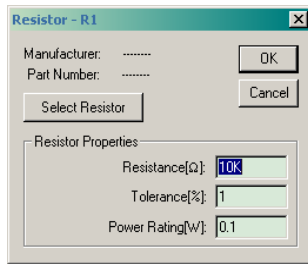 Resistor - R1
Manufacturer: --------
Part Number: --------
OK
Cancel
Select Resistor
Resistor Properties
Resistance[Ω]: 10K
Tolerance[%]: 1
Power Rating[W]: 0.1